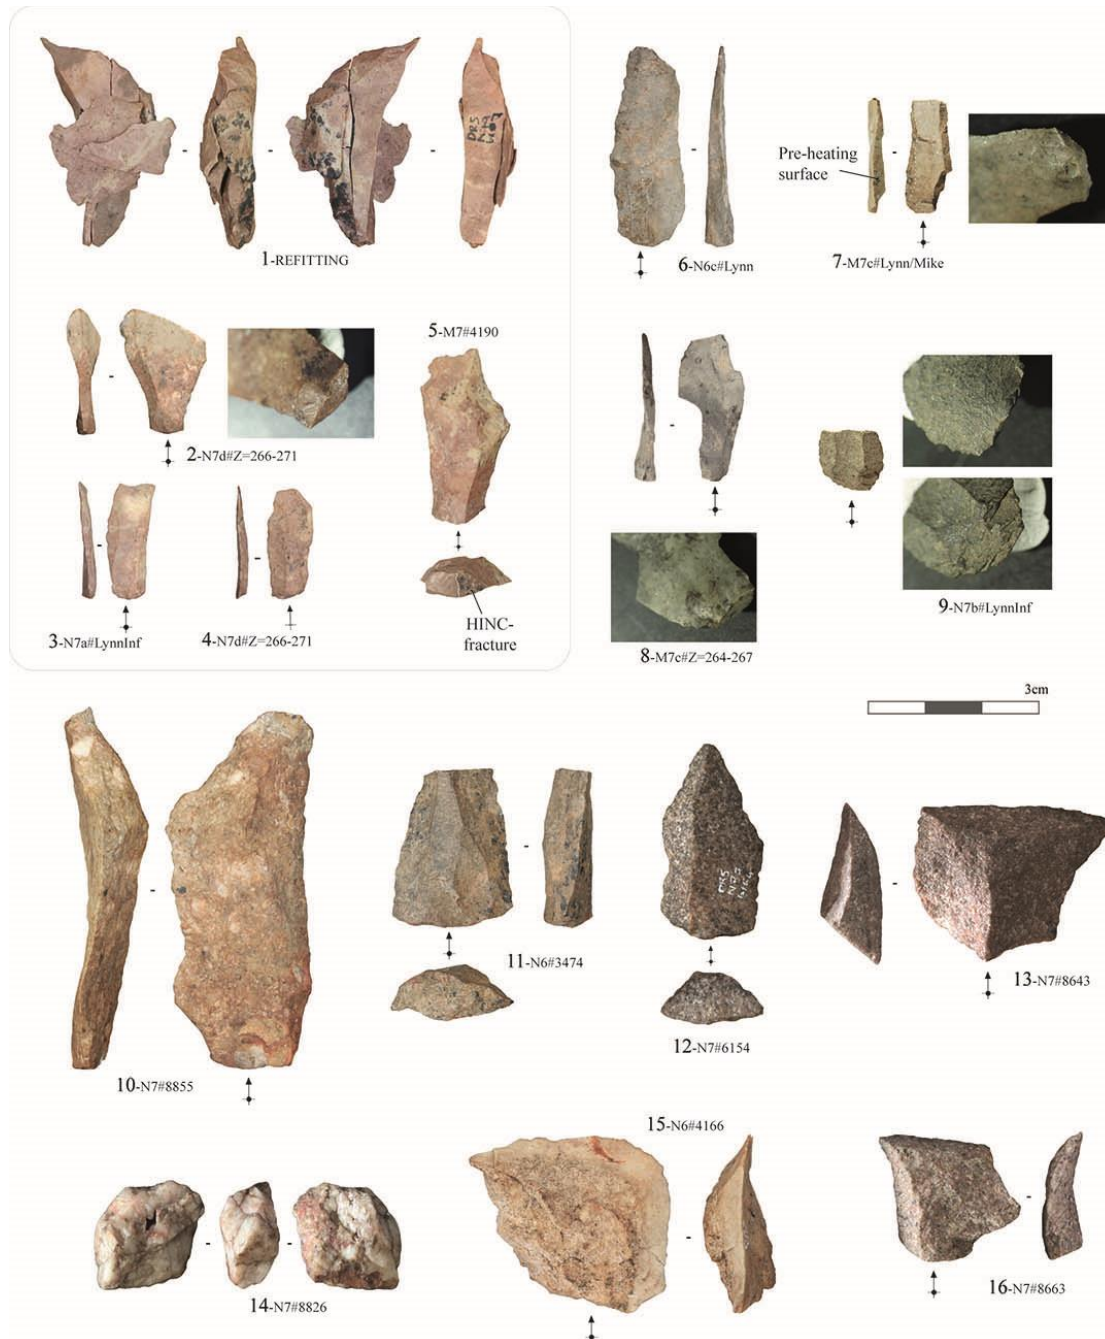 1-REFITTING
2-N7d#Z=266-271
3-N7a#LynnInf
4-N7d#Z=266-271
5-M7#4190
HINC-
fracture
6-N6c#Lynn
Pre-heating
surface
7-M7c#Lynn/Mike
8-M7c#Z=264-267
9-N7b#LynnInf
3cm
10-N7#8855
11-N6#3474
DRS
12-N7#6154
13-N7#8643
14-N7#8826
15-N6#4166
16-N7#8663